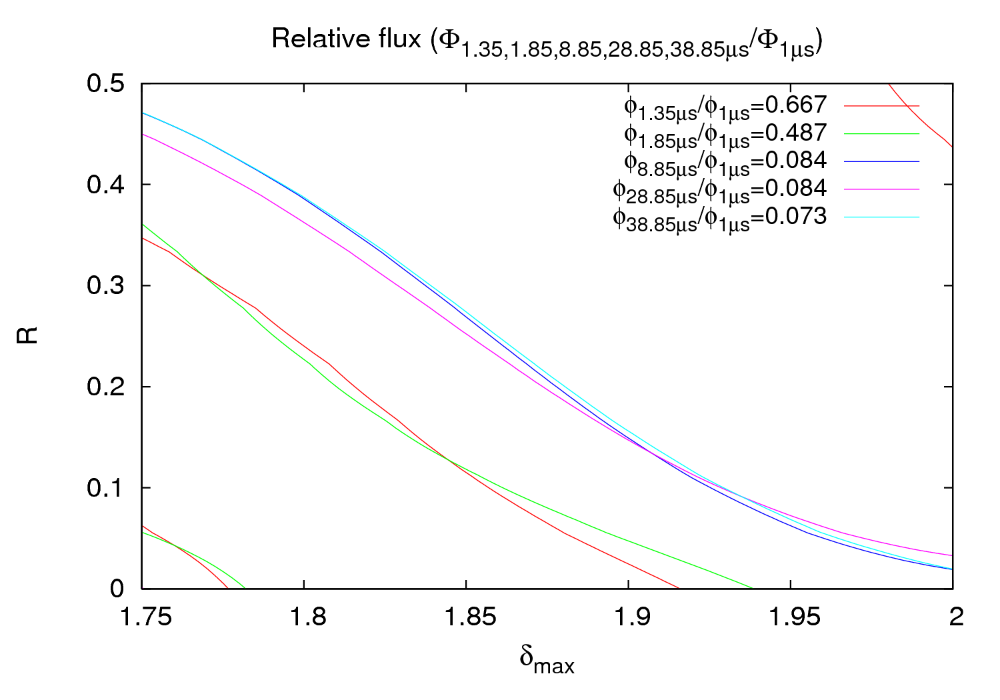 Relative flux (Φ1.35,1.85,8.85,28.85,38.85μs/Φ1μs)
0.5
0.4
0.3
0.2
0.1
0
R
ϕ1.35μs/ϕ1μs=0.667
ϕ1.85μs/ϕ1μs=0.487
ϕ8.85μs/ϕ1μs=0.084
ϕ28.85μs/ϕ1μs=0.084
ϕ38.85μs/ϕ1μs=0.073
1.75 1.8 1.85 1.9 1.95 2
δmax